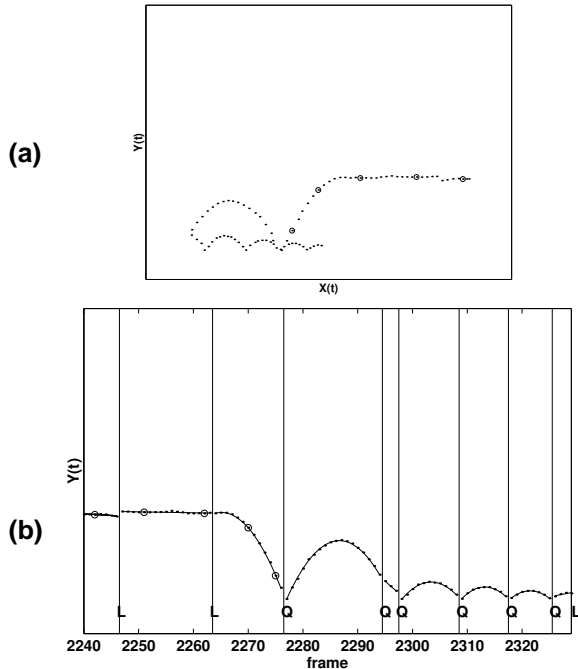 (a)
Y(t)
X(t)
(b)
Y(t)
L L Q Q Q Q Q Q L
2240 2250 2260 2270 2280 2290 2300 2310 2320
frame